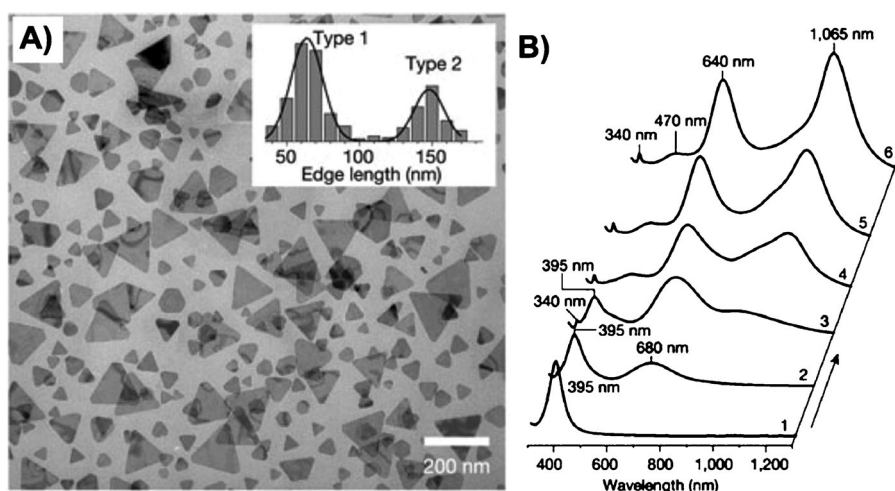 A)
Type 1
Type 2
50
100
150
Edge length (nm)
200 nm
B)
1,065 nm
640 nm
470 nm
340 nm
6
5
4
395 nm
340 nm
3
395 nm
680 nm
2
395 nm
1
400
600
800
1,000
1,200
Wavelength (nm)